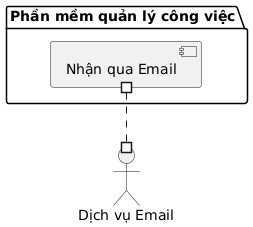 Phần mềm quản lý công việc
Nhận qua Email
Dịch vụ Email